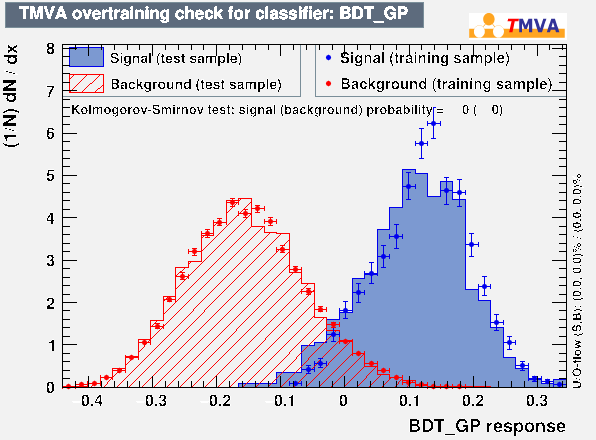 TMVA overtraining check for classifier: BDT_GP
TMVA
(1/N) dN / dx
Signal (test sample)
Background (test sample)
Signal (training sample)
Background (training sample)
Kolmogorov-Smirnov test: signal (background) probability = 0 ( 0)
8
7
6
5
4
3
2
1
0
−0.4 −0.3 −0.2 −0.1 0 0.1 0.2 0.3
BDT_GP response
U/O-flow (S,B): (0.0, 0.0)% / (0.0, 0.0)%